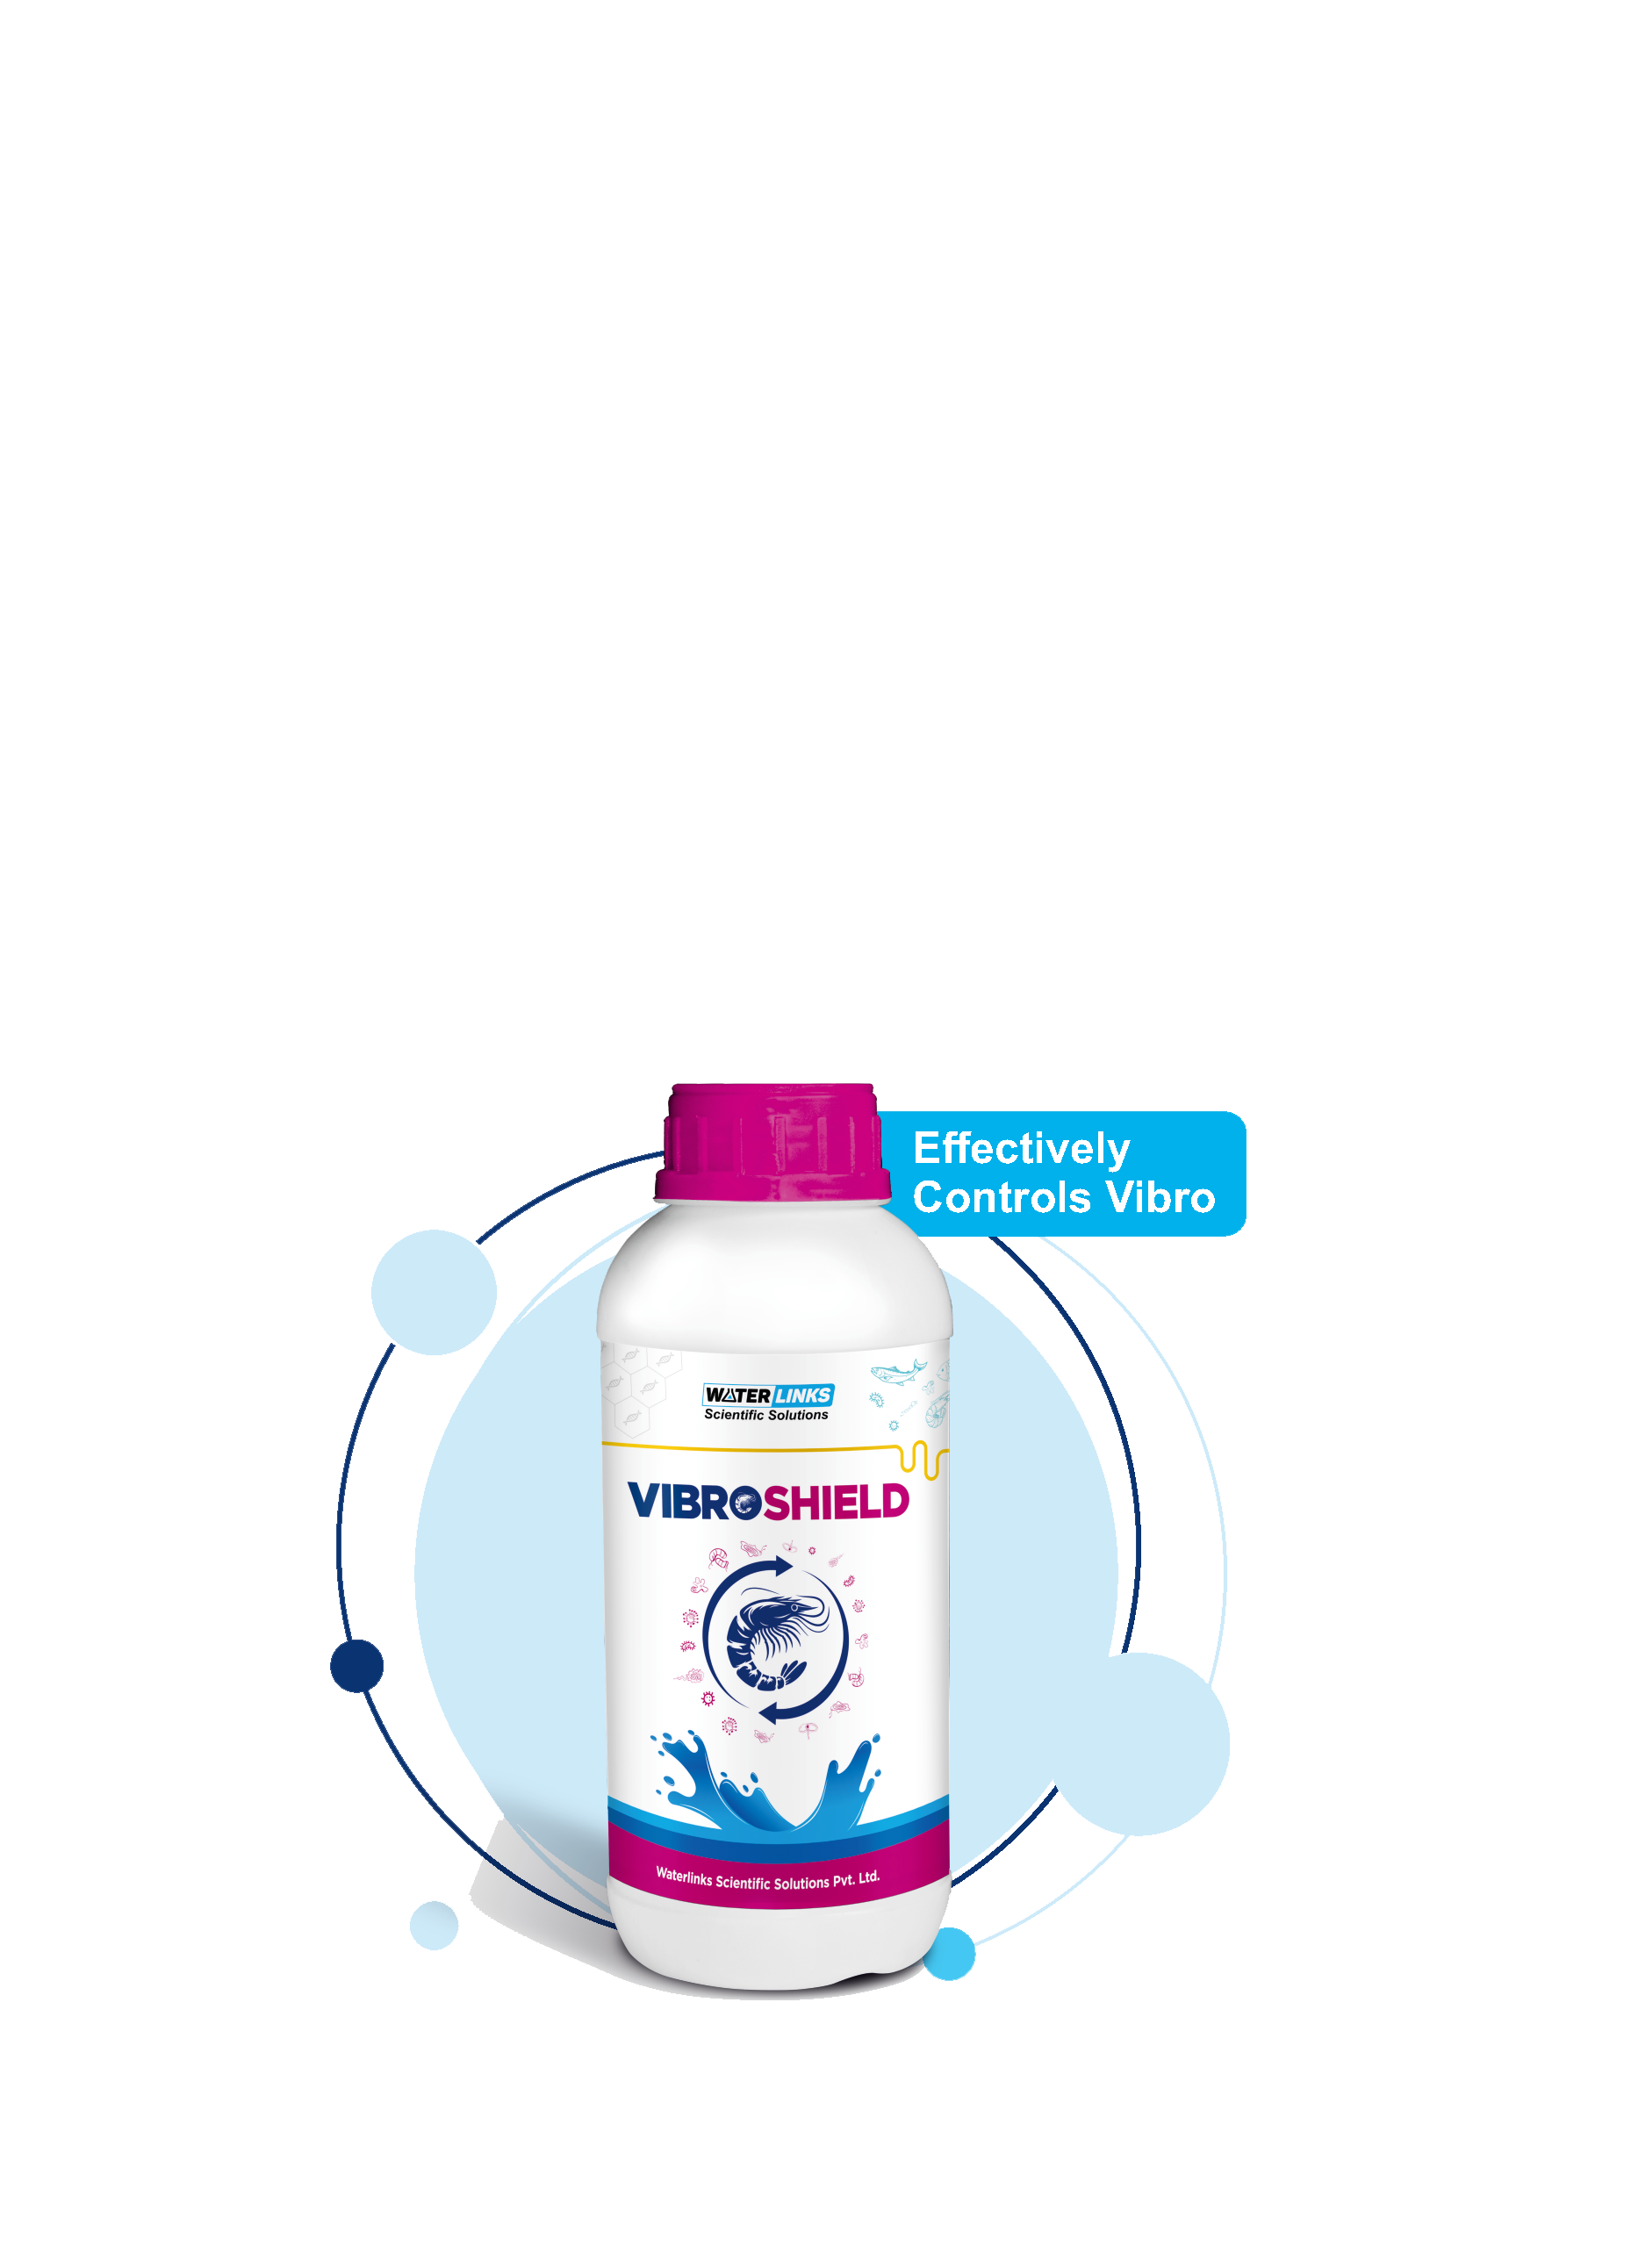 Effectively
Controls Vibro
WATER LINKS
Scientific Solutions
VIBROSHIELD
Waterlinks Scientific Solutions Pvt. Ltd.